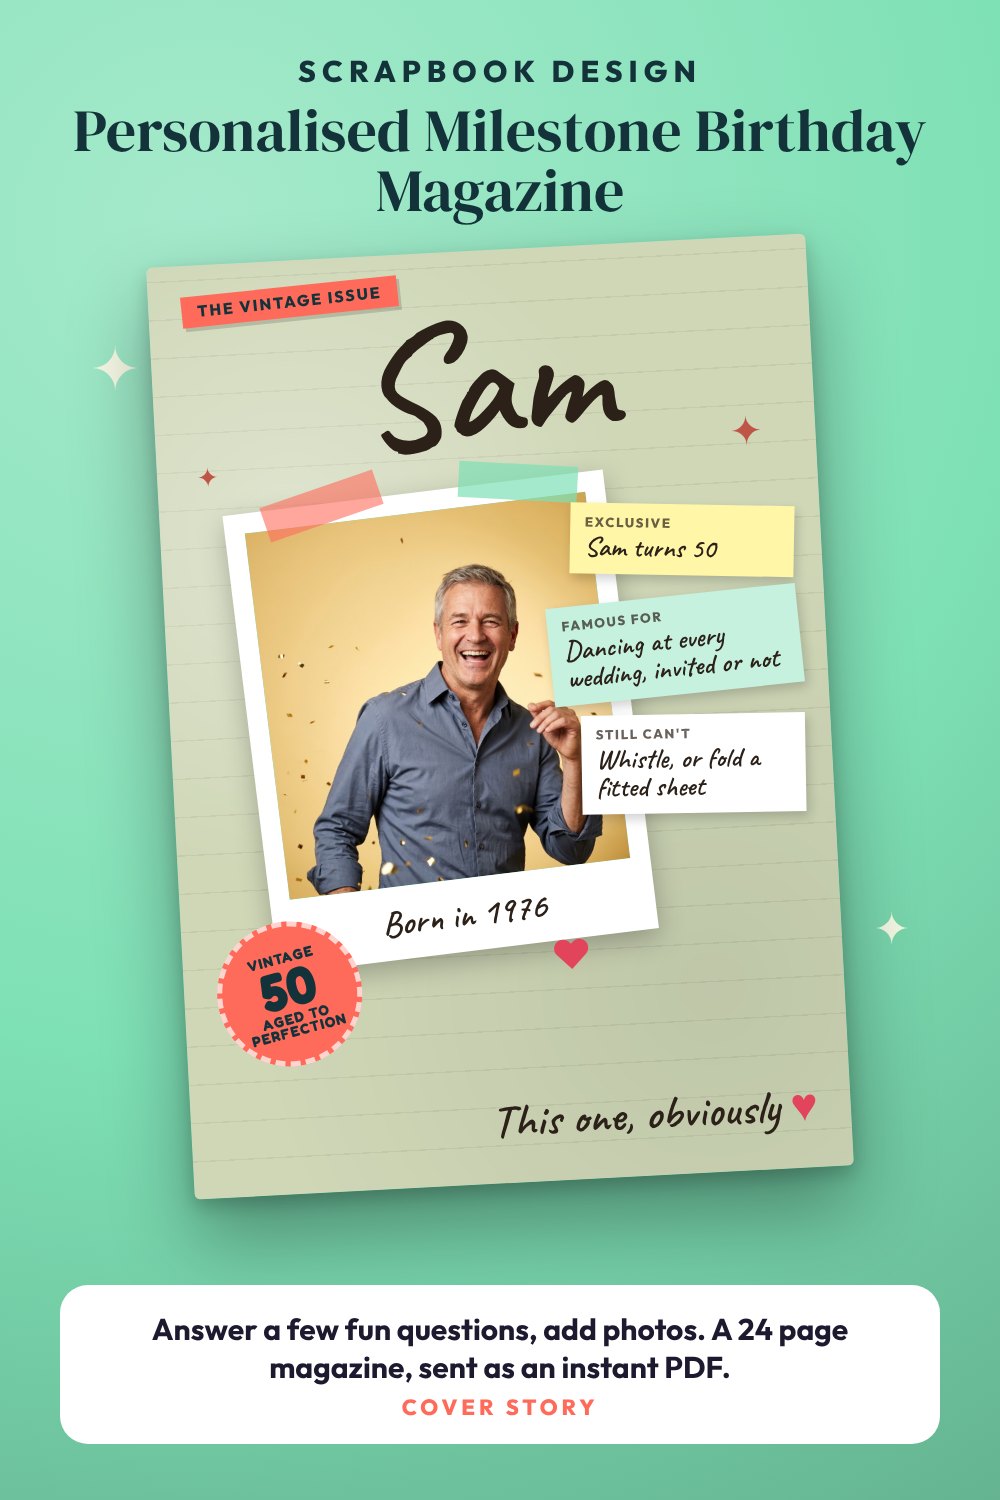 SCRAPBOOK DESIGN
Personalised Milestone Birthday
Magazine
THE VINTAGE ISSUE
Sam
EXCLUSIVE
Sam turns 50
FAMOUS FOR
Dancing at every
wedding, invited or not
STILL CAN'T
Whistle, or fold a
fitted sheet
Born in 1976
VINTAGE
50
AGED TO
PERFECTION
This one, obviously ♥
Answer a few fun questions, add photos. A 24 page
magazine, sent as an instant PDF.
COVER STORY